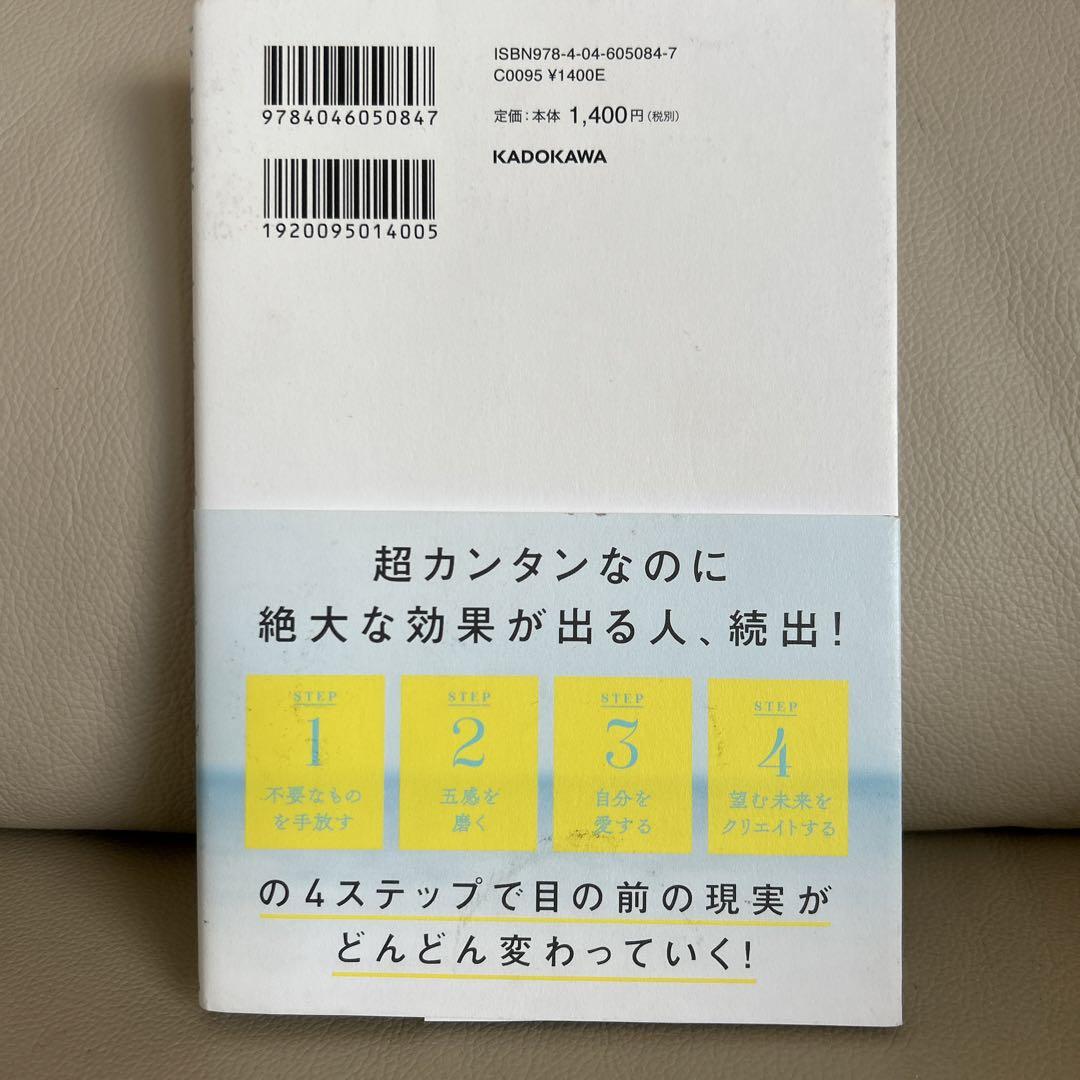 ISBN978-4-04-605084-7
C0095 ¥1400E
9784046050847
定価:本体 1,400円(税別)
KADOKAWA
1920095014005
超カンタンなのに
絶大な効果が出る人、続出!
STEP
1
不要なもの
を手放す
STEP
2
五感を
磨く
STEP
3
自分を
愛する
STEP
4
望む未来を
クリエイトする
の4ステップで目の前の現実が
どんどん変わっていく!